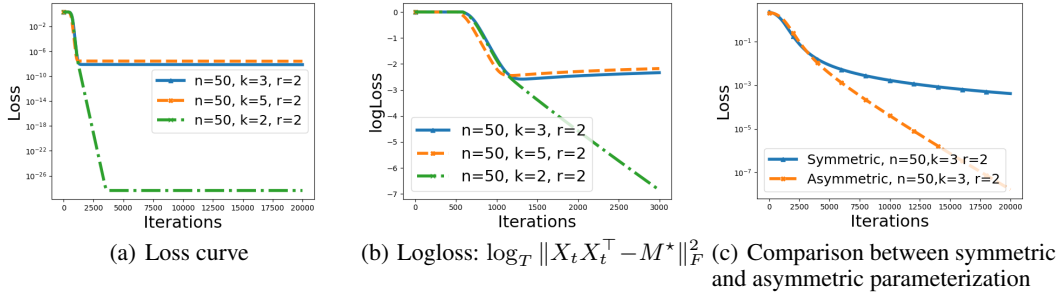 10⁻²
10⁻⁶
10⁻¹⁰
10⁻¹⁴
10⁻¹⁸
10⁻²²
10⁻²⁶
Loss
n=50, k=3, r=2
n=50, k=5, r=2
n=50, k=2, r=2
0 2500 5000 7500 10000 12500 15000 17500 20000
Iterations
(a) Loss curve
0
−1
−2
−3
−4
−5
−6
−7
logLoss
n=50, k=3, r=2
n=50, k=5, r=2
n=50, k=2, r=2
0 500 1000 1500 2000 2500 3000
Iterations
(b) Logloss: log_T ‖X_t X_t^⊤ − M^⋆‖_F^2
10⁻¹
10⁻³
10⁻⁵
10⁻⁷
Loss
Symmetric, n=50,k=3 r=2
Asymmetric, n=50,k=3, r=2
0 2500 5000 7500 10000 12500 15000 17500 20000
Iterations
(c) Comparison between symmetric
and asymmetric parameterization